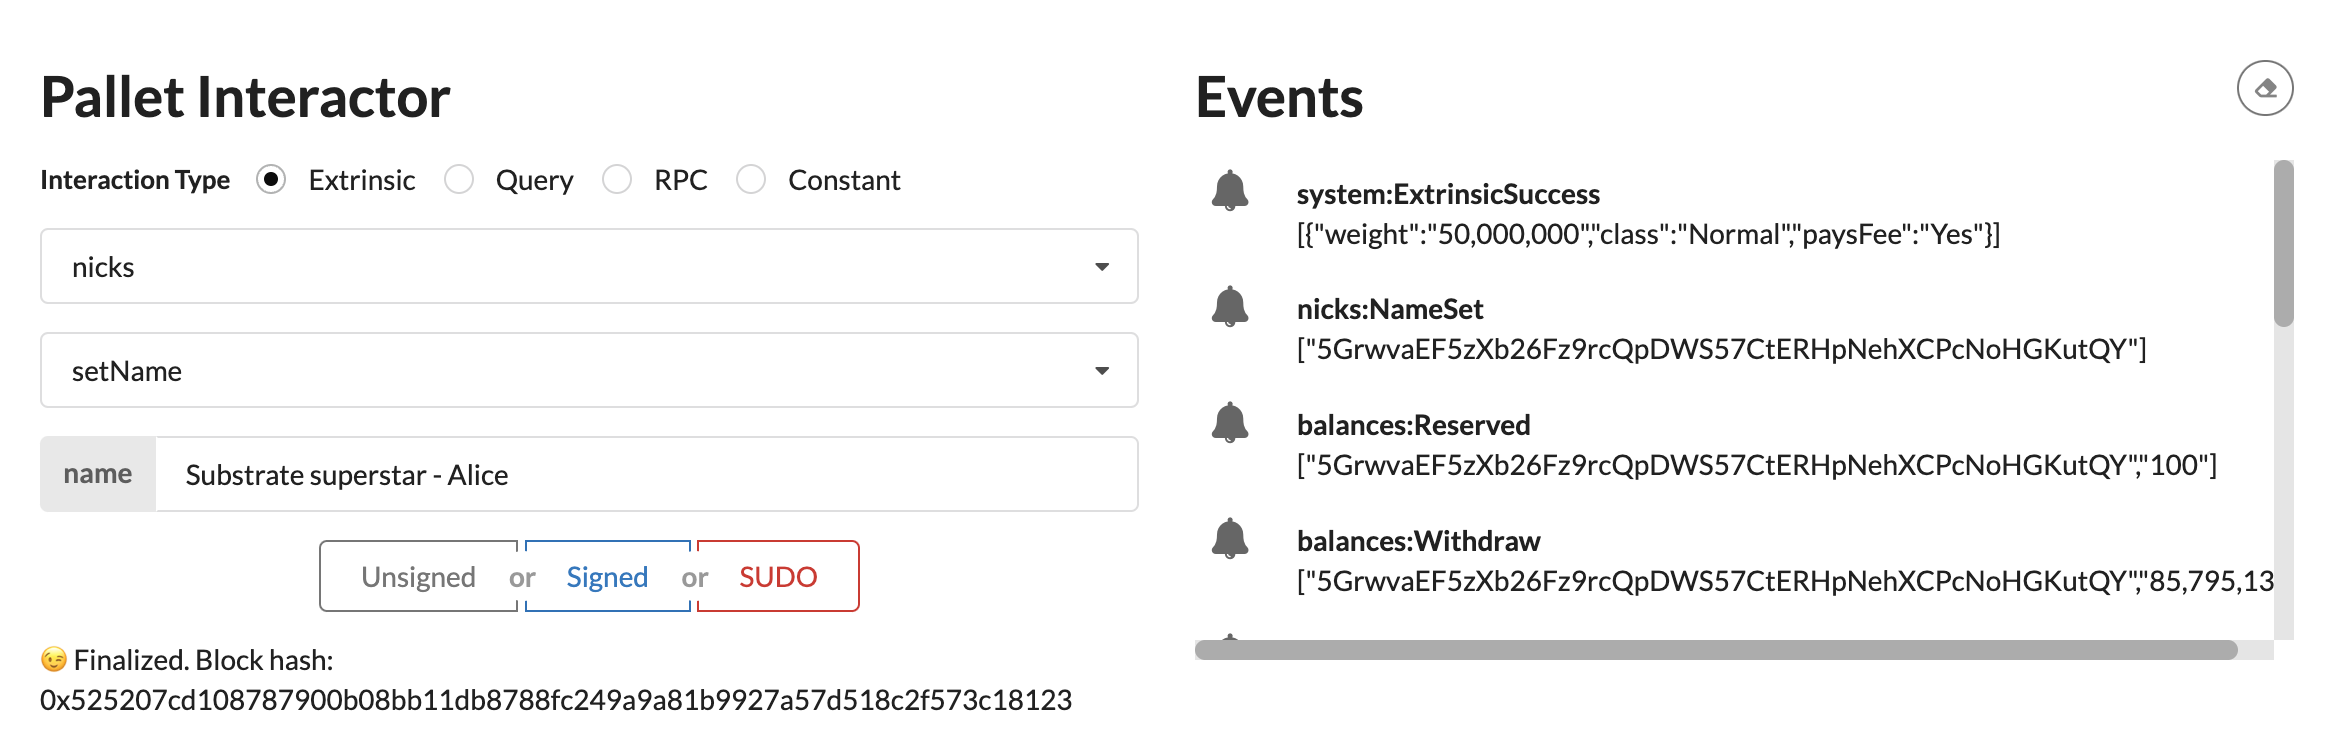 Pallet Interactor
Interaction Type Extrinsic Query RPC Constant
nicks
setName
name Substrate superstar - Alice
Unsigned or Signed or SUDO
😉 Finalized. Block hash:
0x525207cd108787900b08bb11db8788fc249a9a81b9927a57d518c2f573c18123
Events
system:ExtrinsicSuccess
[{"weight":"50,000,000","class":"Normal","paysFee":"Yes"}]
nicks:NameSet
["5GrwvaEF5zXb26Fz9rcQpDWS57CtERHpNehXCPcNoHGKutQY"]
balances:Reserved
["5GrwvaEF5zXb26Fz9rcQpDWS57CtERHpNehXCPcNoHGKutQY","100"]
balances:Withdraw
["5GrwvaEF5zXb26Fz9rcQpDWS57CtERHpNehXCPcNoHGKutQY","85,795,13